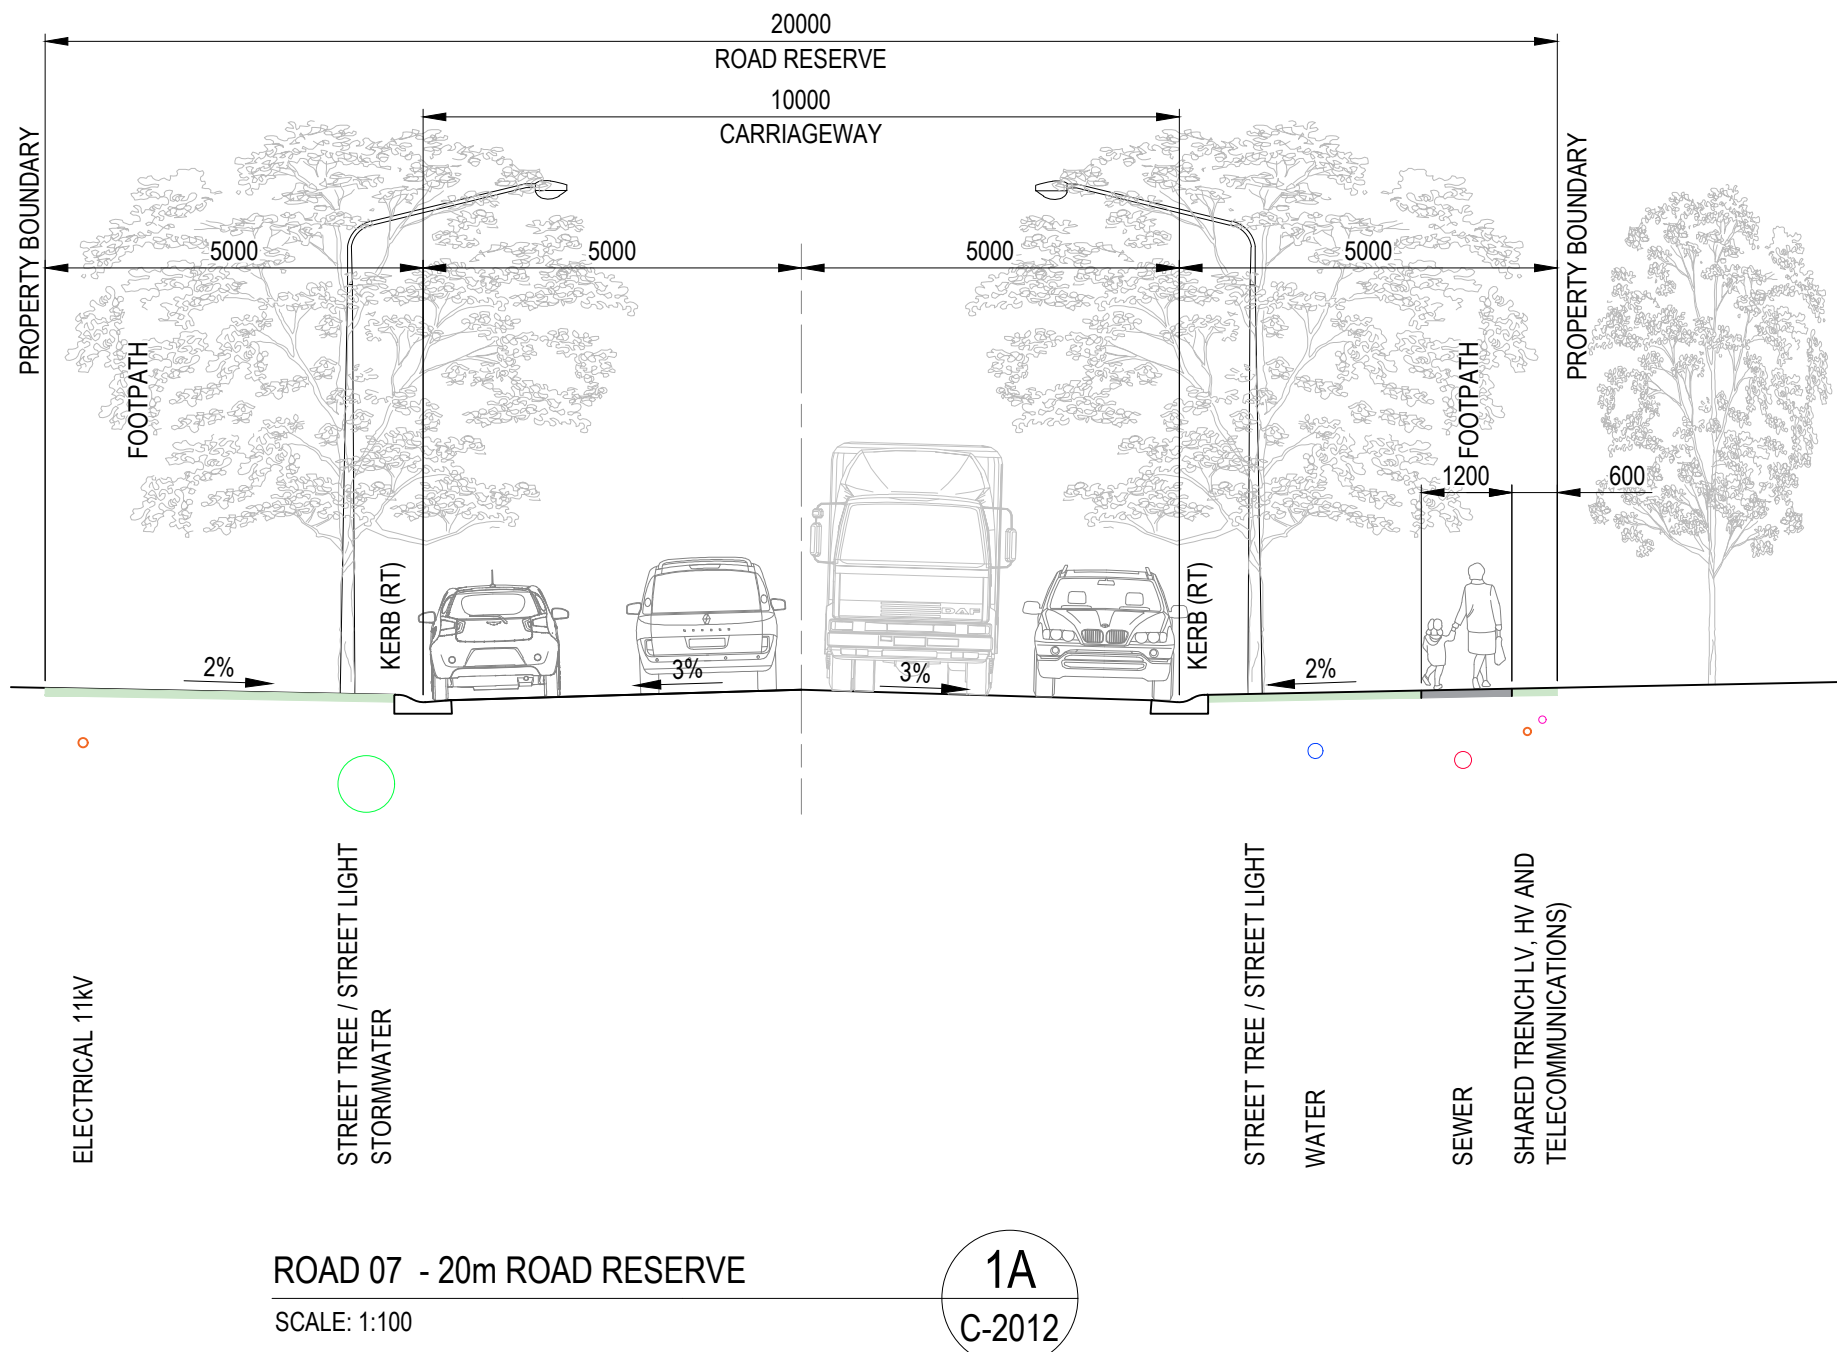 20000
ROAD RESERVE
10000
CARRIAGEWAY
PROPERTY BOUNDARY
PROPERTY BOUNDARY
5000
5000
5000
5000
FOOTPATH
FOOTPATH
1200
600
KERB (RT)
KERB (RT)
DAF
2%
3%
3%
2%
ELECTRICAL 11kV
STREET TREE / STREET LIGHT
STORMWATER
STREET TREE / STREET LIGHT
WATER
SEWER
SHARED TRENCH LV, HV AND
TELECOMMUNICATIONS)
ROAD 07 - 20m ROAD RESERVE
SCALE: 1:100
1A
C-2012